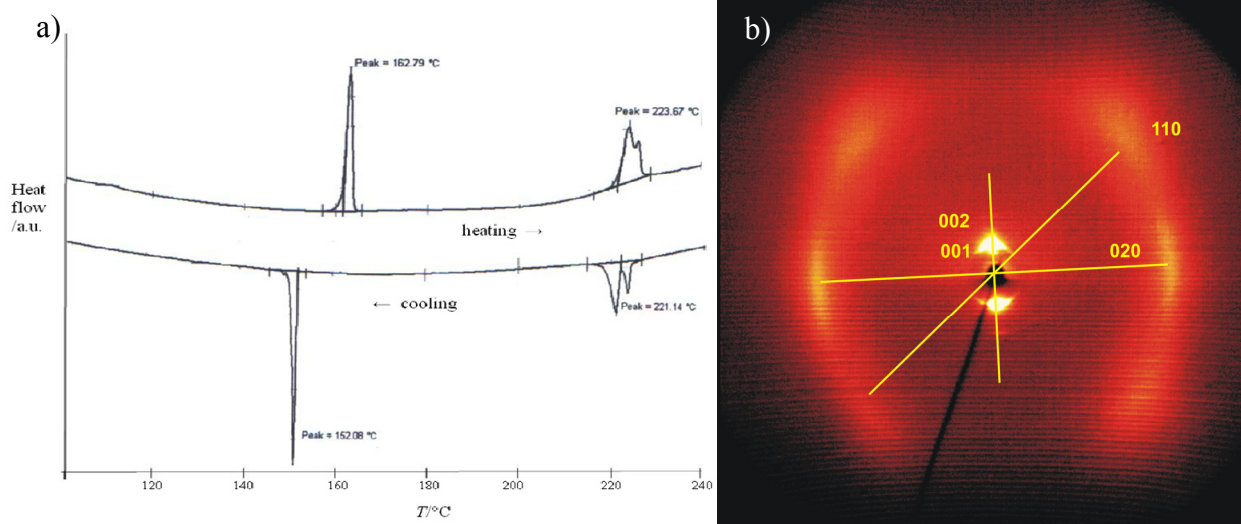 a)
Peak = 162.79 °C
Peak = 223.67 °C
Heat
flow
/a.u.
heating →
← cooling
Peak = 221.14 °C
Peak = 152.08 °C
120
140
160
180
200
220
240
T/°C
b)
110
002
001
020